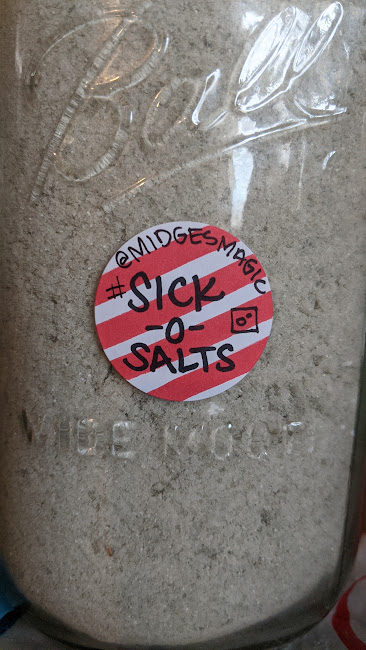 Ball
@MIDGESMAGIC
#SICK
-O-
SALTS
WIDE MOUTH